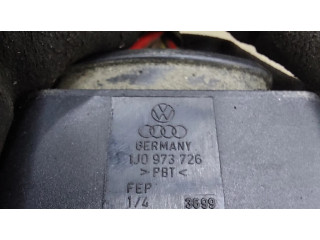 GERMANY
1J0 973 726
> PBT <
FEP
1/4 3699